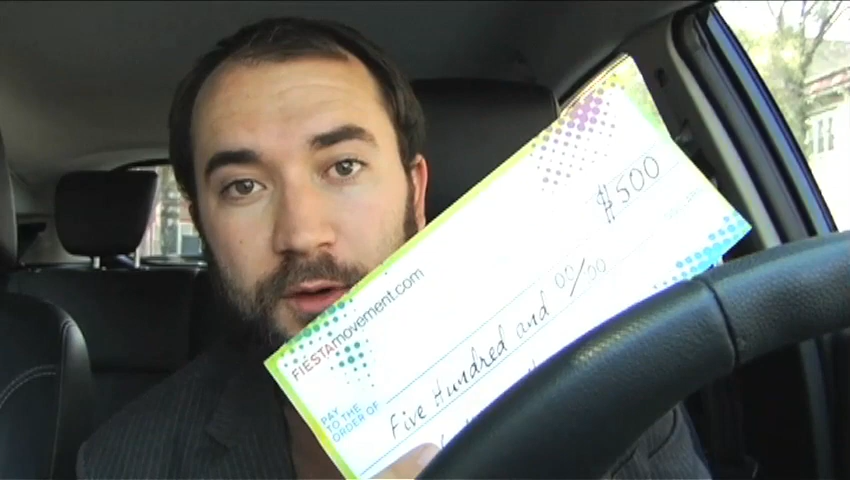 FIESTAmovement.com
$500
PAY
TO THE
ORDER OF
Five Hundred and 00/00